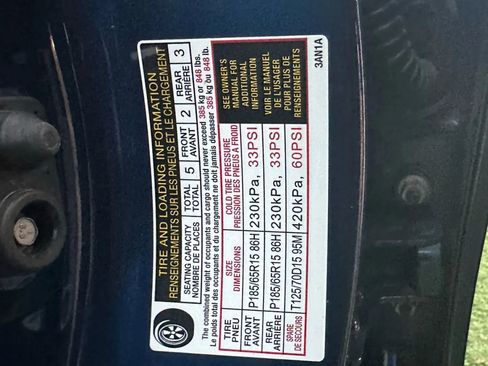 TIRE AND LOADING INFORMATION
RENSEIGNEMENTS SUR LES PNEUS ET LE CHARGEMENT
SEATING CAPACITY TOTAL 5 FRONT 2 REAR 3
NOMBRE DE PLACES TOTAL AVANT ARRIÈRE
The combined weight of occupants and cargo should never exceed 385 kg or 848 lbs.
Le poids total des occupants et du chargement ne doit jamais dépasser 385 kg ou 848 lb.
TIRE SIZE COLD TIRE PRESSURE
PNEU DIMENSIONS PRESSION DES PNEUS A FROID
FRONT
AVANT P185/65R15 86H 230kPa, 33PSI
REAR
ARRIÈRE P185/65R15 86H 230kPa, 33PSI
SPARE
DE SECOURS T125/70D15 95M 420kPa, 60PSI
SEE OWNER'S
MANUAL FOR
ADDITIONAL
INFORMATION
VOIR LE MANUEL
DE L'USAGER
POUR PLUS DE
RENSEIGNEMENTS
3AN1A